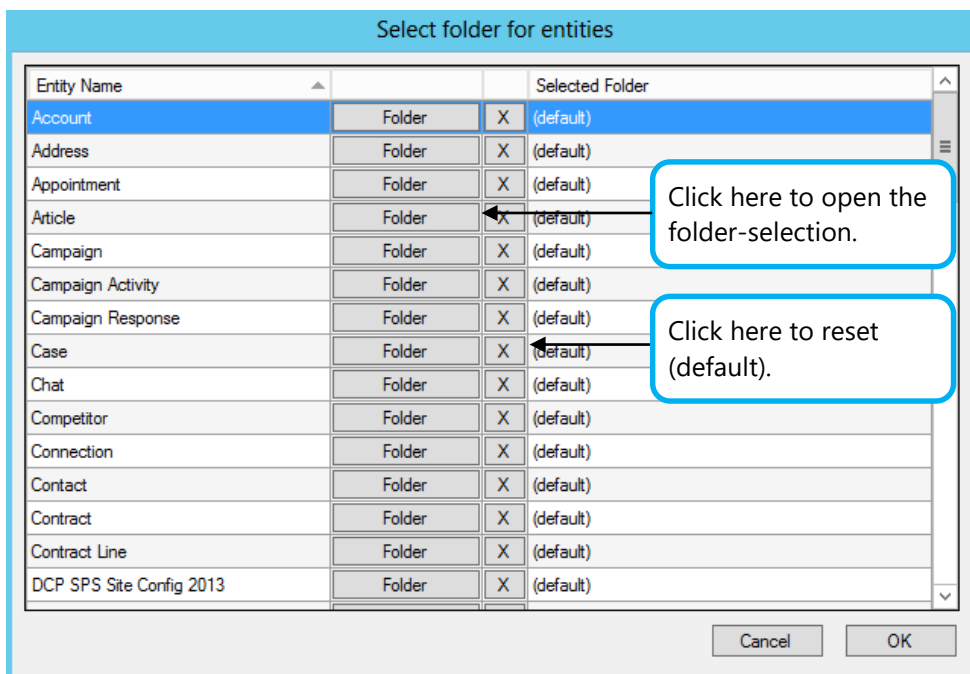 Select folder for entities
Entity Name Selected Folder
Account Folder X (default)
Address Folder X (default)
Appointment Folder X (default)
Article Folder X (default)
Campaign Folder X (default)
Campaign Activity Folder X (default)
Campaign Response Folder X (default)
Case Folder X (default)
Chat Folder X (default)
Competitor Folder X (default)
Connection Folder X (default)
Contact Folder X (default)
Contract Folder X (default)
Contract Line Folder X (default)
DCP SPS Site Config 2013 Folder X (default)
Click here to open the
folder-selection.
Click here to reset
(default).
Cancel OK